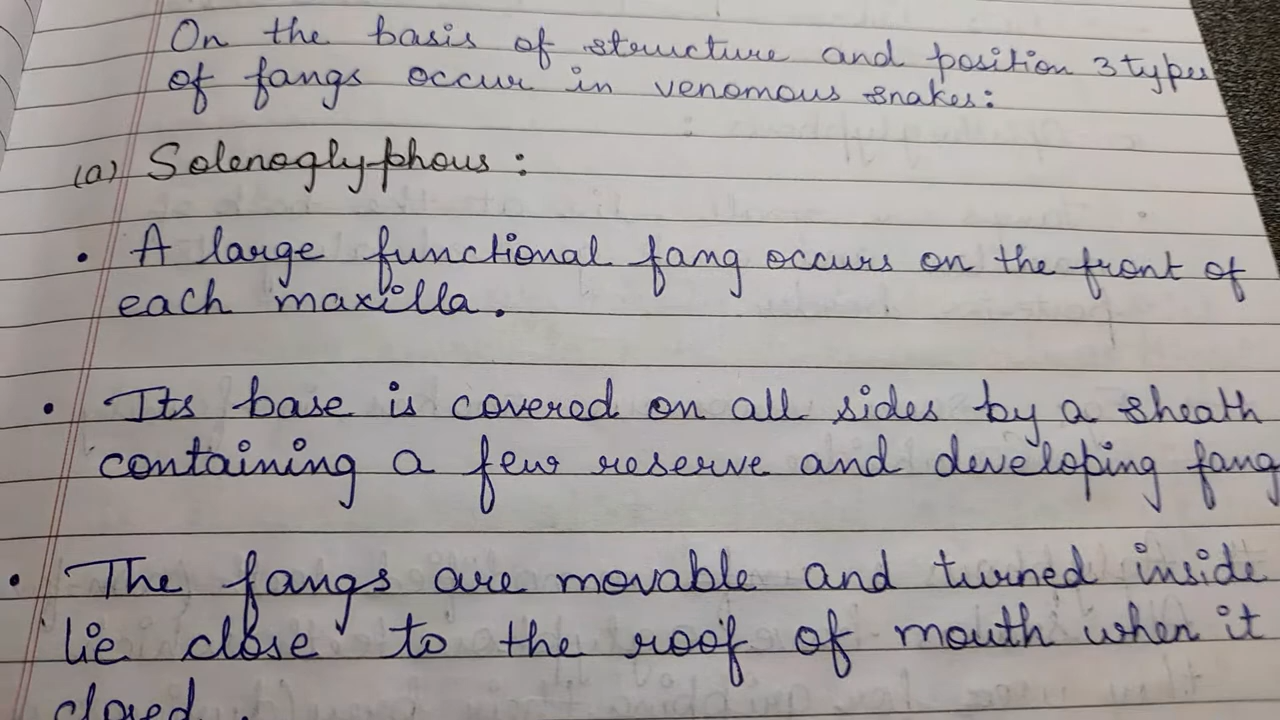 On the basis of structure and position 3 types
of fangs occur in venomous snakes:
(a) Solenoglyphous :
• A large functional fang occurs on the front of
each maxilla.
• Its base is covered on all sides by a sheath
containing a few reserve and developing fang
• The fangs are movable and turned inside
lie close to the roof of mouth when it
closed.